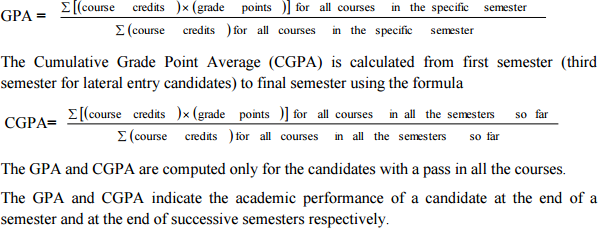 GPA = Σ [(course credits ) × (grade points )] for all courses in the specific semester
Σ (course credits ) for all courses in the specific semester
The Cumulative Grade Point Average (CGPA) is calculated from first semester (third
semester for lateral entry candidates) to final semester using the formula
CGPA= Σ [(course credits ) × (grade points )] for all courses in all the semesters so far
Σ (course credits ) for all courses in all the semesters so far
The GPA and CGPA are computed only for the candidates with a pass in all the courses.
The GPA and CGPA indicate the academic performance of a candidate at the end of a
semester and at the end of successive semesters respectively.